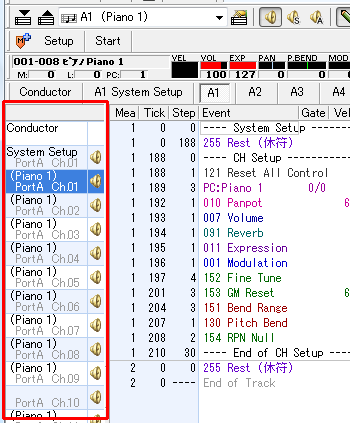 A1 (Piano 1)
S A
Setup Start
001-008 ピアノ/Piano 1 VEL VOL EXP PAN P.BEND MOD
M: 0 L: 0 PC: 1 100 127 0 0
Conductor A1 System Setup A1 A2 A3 A4
Mea Tick Step Event Gate Vel
Conductor
System Setup
PortA Ch.01
(Piano 1)
PortA Ch.01
(Piano 1)
PortA Ch.02
(Piano 1)
PortA Ch.03
(Piano 1)
PortA Ch.04
(Piano 1)
PortA Ch.05
(Piano 1)
PortA Ch.06
(Piano 1)
PortA Ch.07
(Piano 1)
PortA Ch.08
(Piano 1)
PortA Ch.09
PortA Ch.10
(Piano 1)
1 0 0 ---- System Setup
1 0 188 255 Rest (休符)
1 188 0 ---- CH Setup ----
1 188 1 121 Reset All Control
1 189 3 PC:Piano 1 0/0
1 192 1 010 Panpot 6
1 193 1 007 Volume
1 194 1 091 Reverb
1 195 1 011 Expression
1 196 1 001 Modulation
1 197 4 152 Fine Tune
1 201 3 153 GM Reset 6
1 204 3 151 Bend Range
1 207 1 130 Pitch Bend
1 208 2 154 RPN Null
1 210 30 ---- End of CH Setup ----
2 0 0 255 Rest (休符)
2 0 ---- End of Track